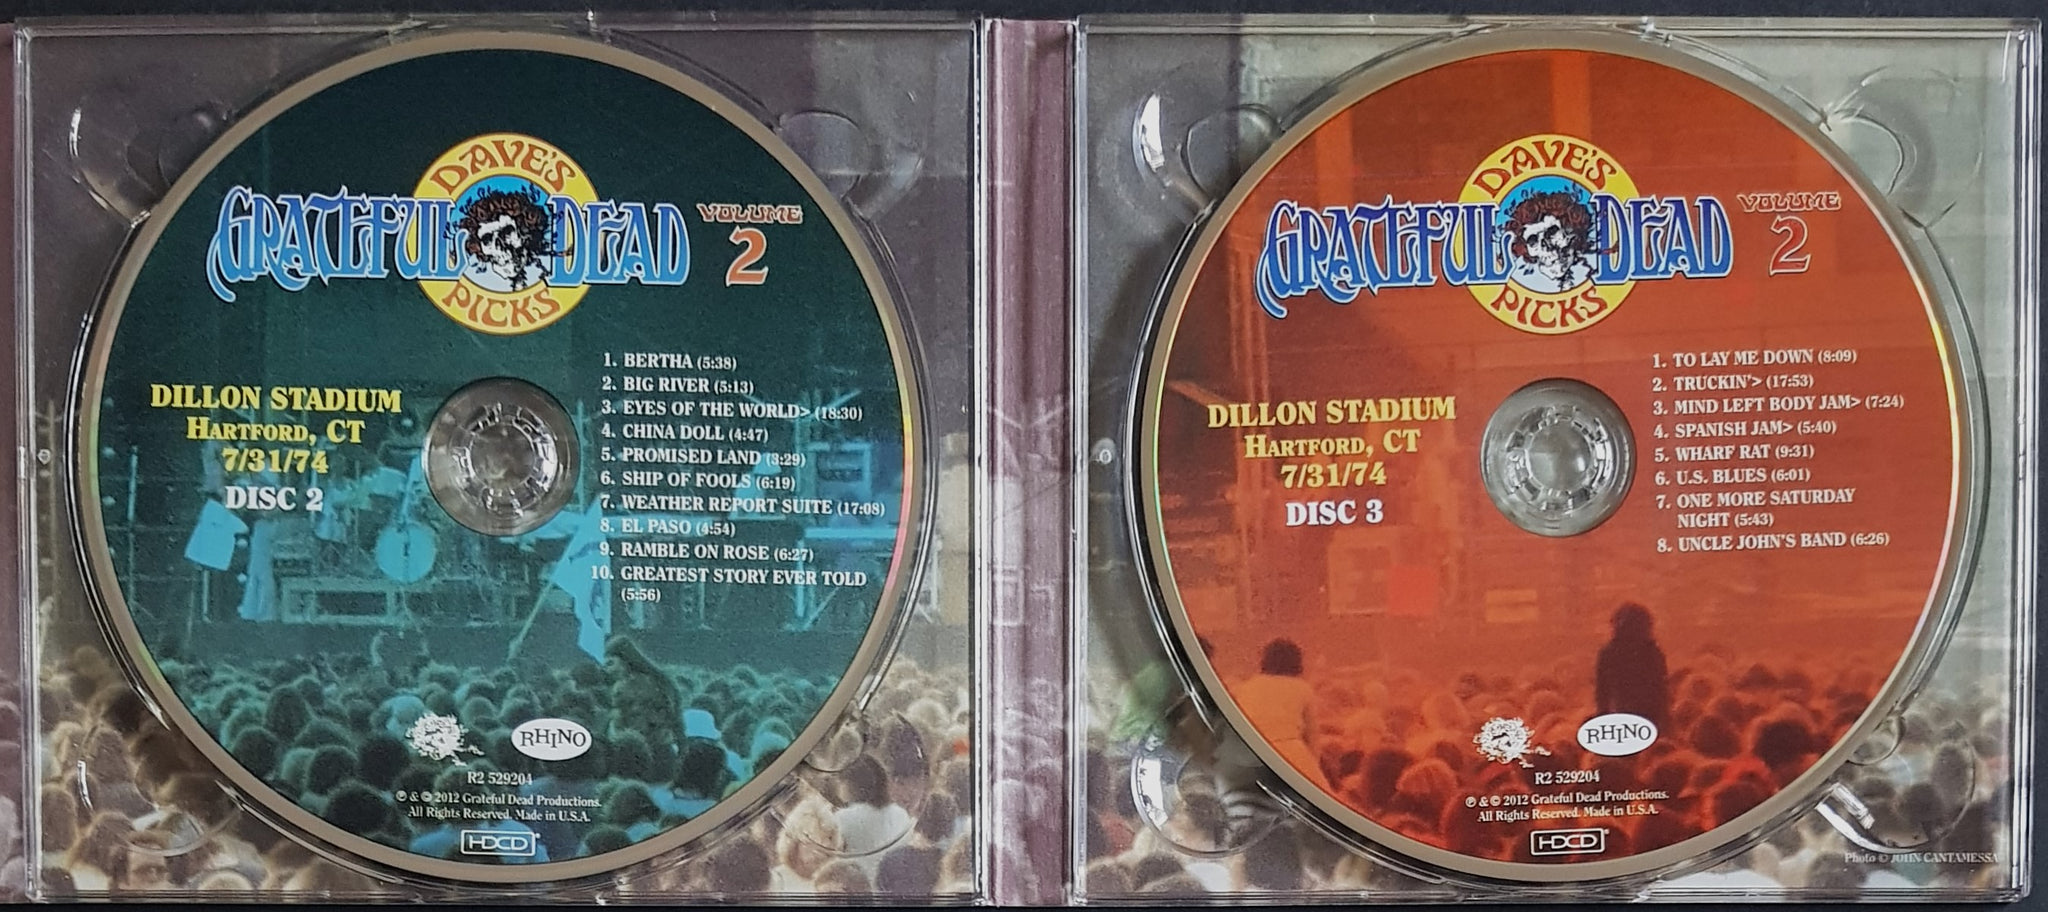 DAVE'S
GRATEFUL DEAD
PICKS
VOLUME
2
DILLON STADIUM
HARTFORD, CT
7/31/74
DISC 2
1. BERTHA (5:38)
2. BIG RIVER (5:13)
3. EYES OF THE WORLD> (18:30)
4. CHINA DOLL (4:47)
5. PROMISED LAND (3:29)
6. SHIP OF FOOLS (6:19)
7. WEATHER REPORT SUITE (17:08)
8. EL PASO (4:54)
9. RAMBLE ON ROSE (6:27)
10. GREATEST STORY EVER TOLD
(5:56)
RHINO
R2 529204
℗ & © 2012 Grateful Dead Productions.
All Rights Reserved. Made in U.S.A.
HDCD®
DAVE'S
GRATEFUL DEAD
PICKS
VOLUME
2
DILLON STADIUM
HARTFORD, CT
7/31/74
DISC 3
1. TO LAY ME DOWN (8:09)
2. TRUCKIN'> (17:53)
3. MIND LEFT BODY JAM> (7:24)
4. SPANISH JAM> (5:40)
5. WHARF RAT (9:31)
6. U.S. BLUES (6:01)
7. ONE MORE SATURDAY
NIGHT (5:43)
8. UNCLE JOHN'S BAND (6:26)
RHINO
R2 529204
℗ & © 2012 Grateful Dead Productions.
All Rights Reserved. Made in U.S.A.
HDCD®
Photo © JOHN CANTAMESSA